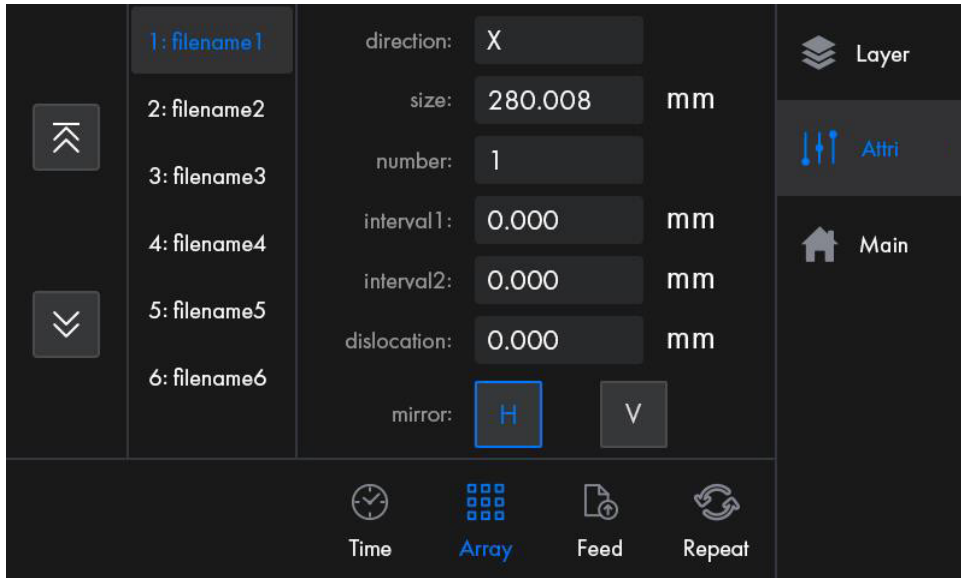 1: filename1
2: filename2
3: filename3
4: filename4
5: filename5
6: filename6
direction: X
size: 280.008 mm
number: 1
interval1: 0.000 mm
interval2: 0.000 mm
dislocation: 0.000 mm
mirror: H V
Layer
Attri
Main
Time Array Feed Repeat